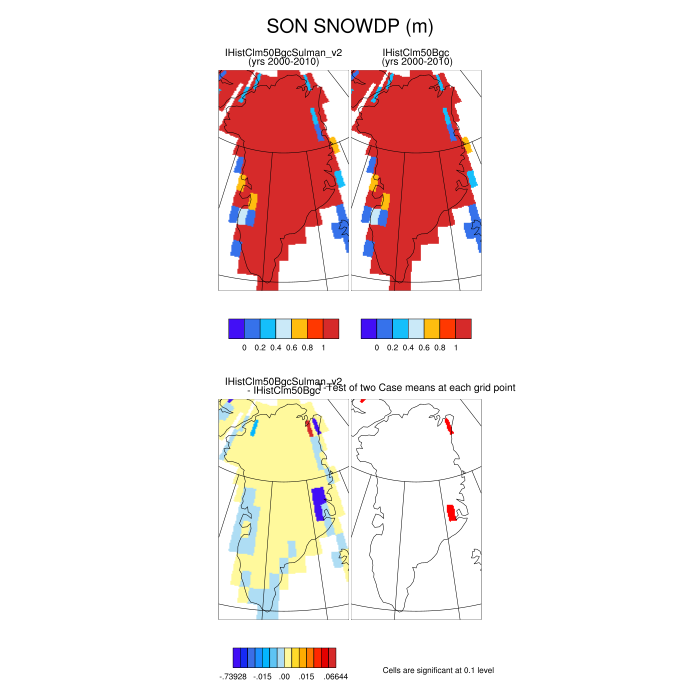 SON SNOWDP (m)
IHistClm50BgcSulman_v2
(yrs 2000-2010)
IHistClm50Bgc
(yrs 2000-2010)
0 0.2 0.4 0.6 0.8 1
0 0.2 0.4 0.6 0.8 1
IHistClm50BgcSulman_v2
- IHistClm50Bgc
T-Test of two Case means at each grid point
-.73928 -.015 .00 .015 .06644
Cells are significant at 0.1 level